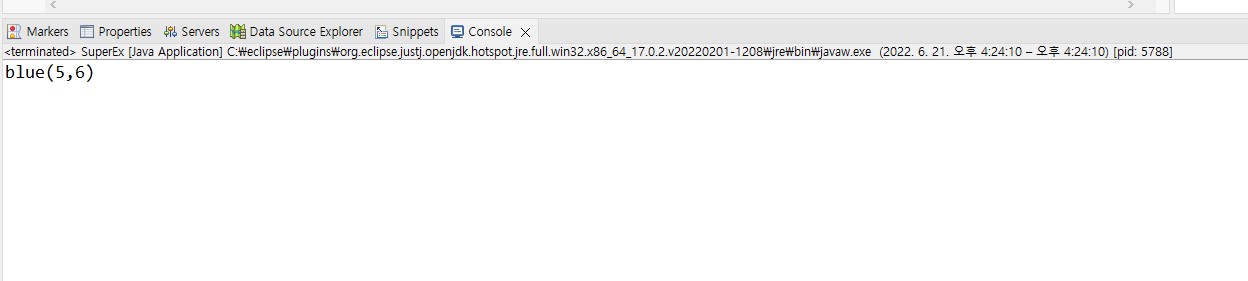 Markers Properties Servers Data Source Explorer Snippets Console
<terminated> SuperEx [Java Application] C:₩eclipse₩plugins₩org.eclipse.justj.openjdk.hotspot.jre.full.win32.x86_64_17.0.2.v20220201-1208₩jre₩bin₩javaw.exe (2022. 6. 21. 오후 4:24:10 – 오후 4:24:10) [pid: 5788]
blue(5,6)